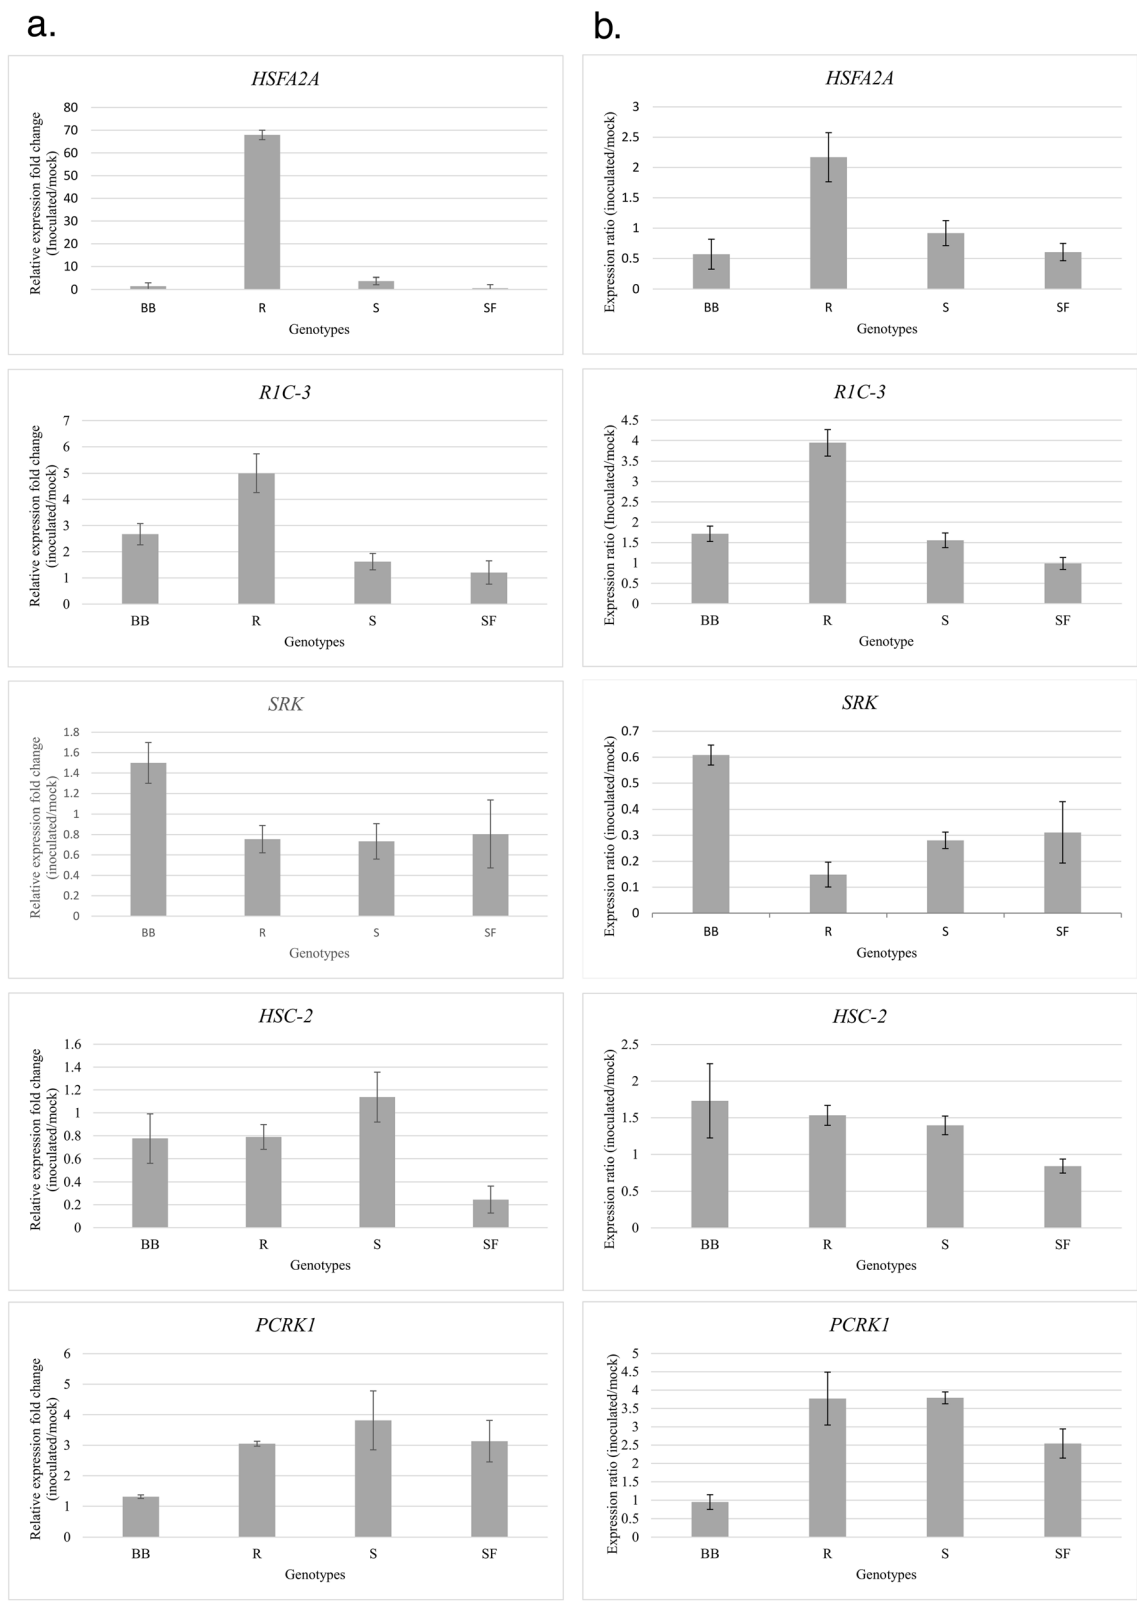 a.
HSFA2A
Relative expression fold change
(Inoculated/mock)
80
70
60
50
40
30
20
10
0
BB R S SF
Genotypes
b.
HSFA2A
Expression ratio (inoculated/mock)
3
2.5
2
1.5
1
0.5
0
BB R S SF
Genotypes
R1C-3
Relative expression fold change
(inoculated/mock)
7
6
5
4
3
2
1
0
BB R S SF
Genotypes
R1C-3
Expression ratio (Inoculated/mock)
4.5
4
3.5
3
2.5
2
1.5
1
0.5
0
BB R S SF
Genotype
SRK
Relative expression fold change
(inoculated/mock)
1.8
1.6
1.4
1.2
1
0.8
0.6
0.4
0.2
0
BB R S SF
Genotypes
SRK
Expression ratio (inoculated/mock)
0.7
0.6
0.5
0.4
0.3
0.2
0.1
0
BB R S SF
Genotypes
HSC-2
Relative expression fold change
(inoculated/mock)
1.6
1.4
1.2
1
0.8
0.6
0.4
0.2
0
BB R S SF
Genotypes
HSC-2
Expression ratio (inoculated/mock)
2.5
2
1.5
1
0.5
0
BB R S SF
Genotypes
PCRK1
Relative expression fold change
(inoculated/mock)
6
5
4
3
2
1
0
BB R S SF
Genotypes
PCRK1
Expression ratio (inoculated/mock)
5
4.5
4
3.5
3
2.5
2
1.5
1
0.5
0
BB R S SF
Genotypes